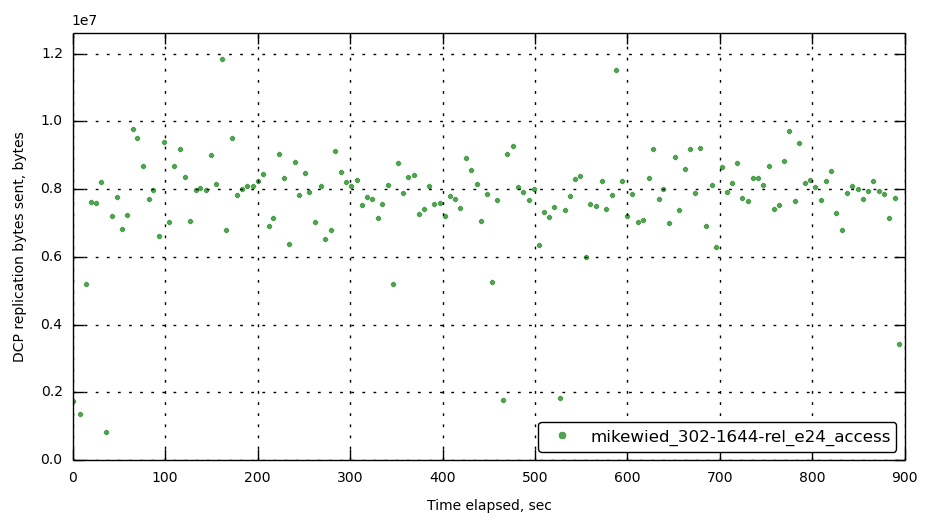 1e7
1.2
1.0
0.8
0.6
0.4
0.2
0.0
DCP replication bytes sent, bytes
mikewied_302-1644-rel_e24_access
0 100 200 300 400 500 600 700 800 900
Time elapsed, sec